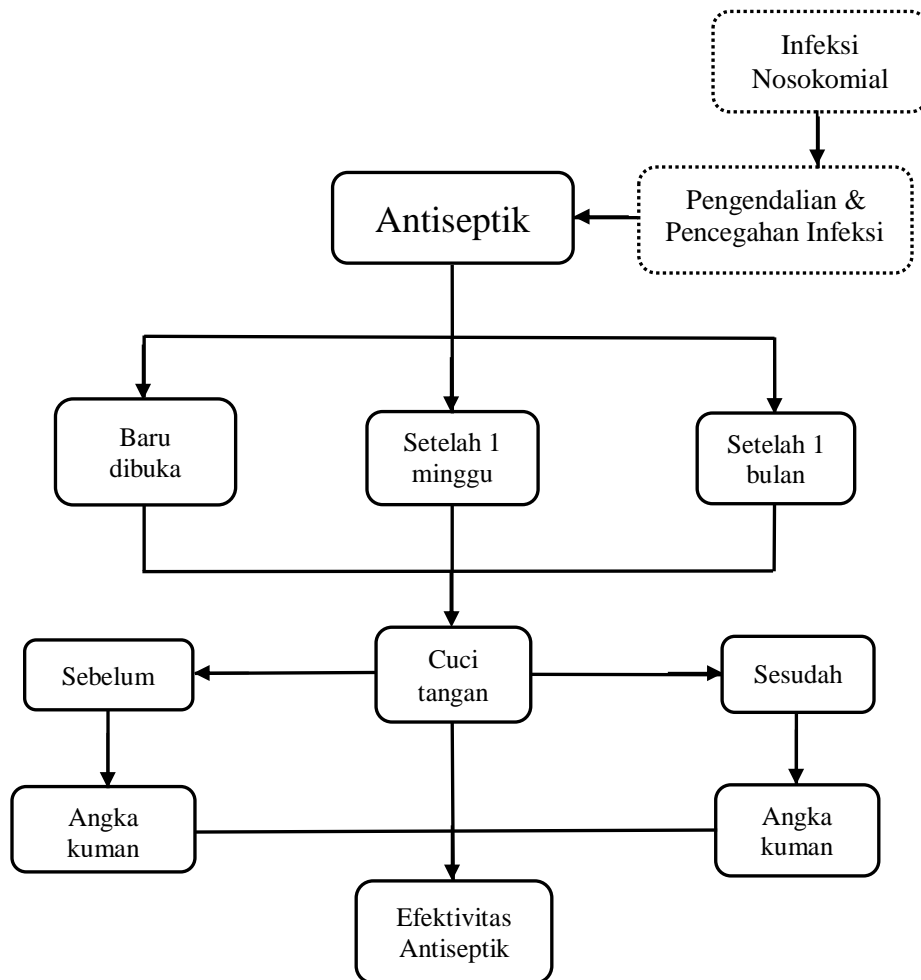 Infeksi
Nosokomial
Pengendalian &
Pencegahan Infeksi
Antiseptik
Baru
dibuka
Setelah 1
minggu
Setelah 1
bulan
Cuci
tangan
Sebelum
Sesudah
Angka
kuman
Angka
kuman
Efektivitas
Antiseptik